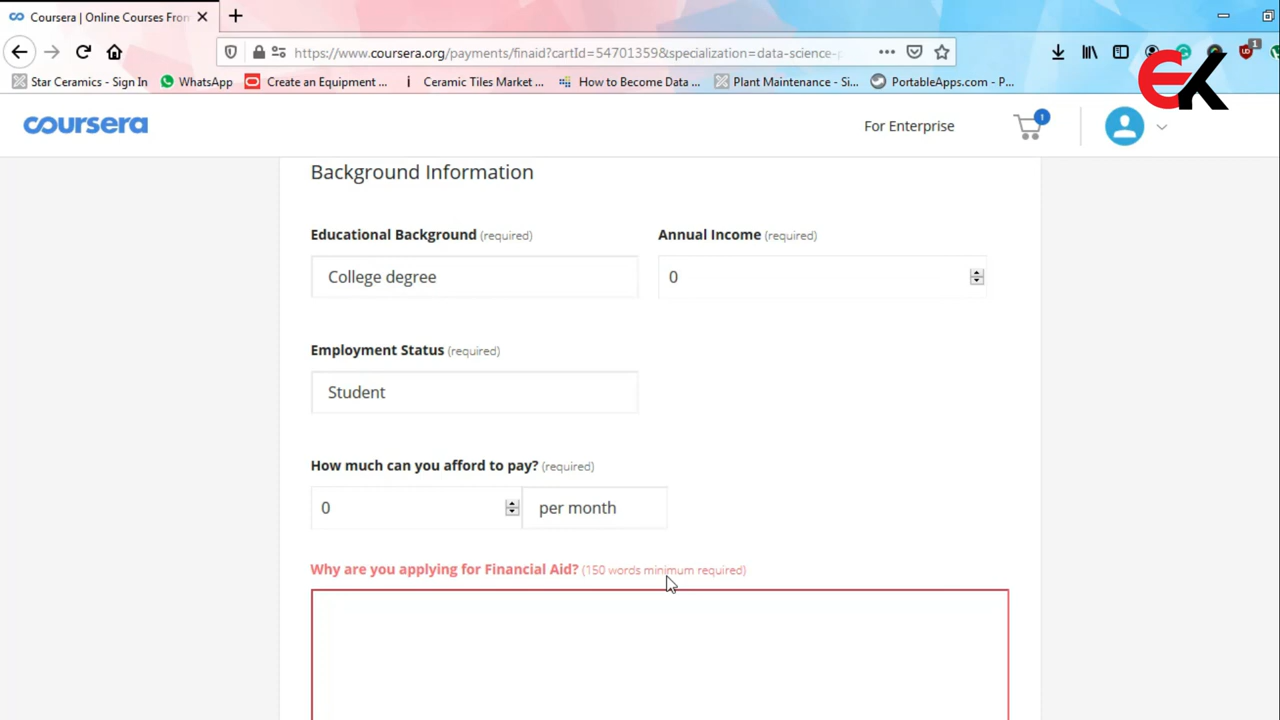 Coursera | Online Courses Fron
https://www.coursera.org/payments/finaid?cartId=54701359&specialization=data-science-p
1
Star Ceramics - Sign In WhatsApp Create an Equipment ... Ceramic Tiles Market ... How to Become Data ... Plant Maintenance - Si... PortableApps.com - P...
EK
coursera For Enterprise 1
Background Information
Educational Background (required) Annual Income (required)
College degree 0
Employment Status (required)
Student
How much can you afford to pay? (required)
0 per month
Why are you applying for Financial Aid? (150 words minimum required)